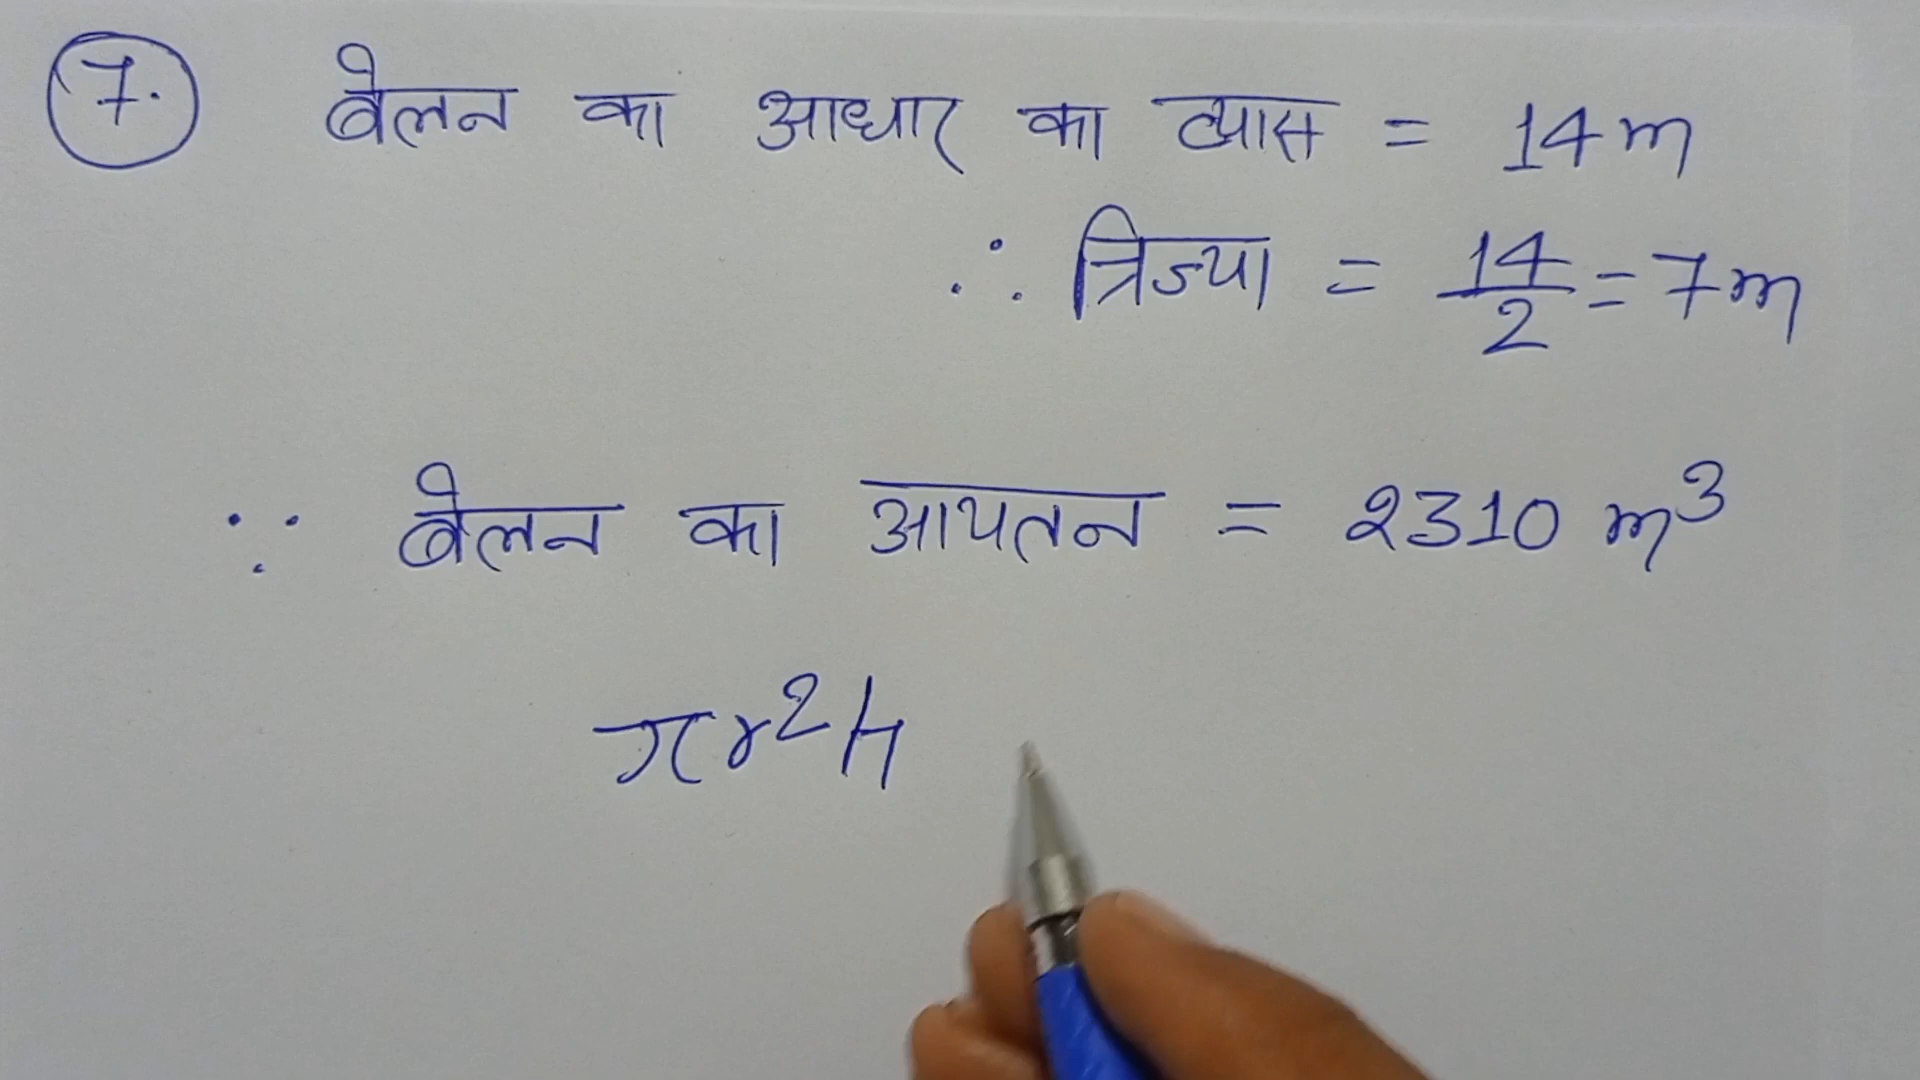 7. बेलन का आधार का व्यास = 14 m
∴ त्रिज्या = 14/2 = 7 m
∵ बेलन का आयतन = 2310 m³
πr²h